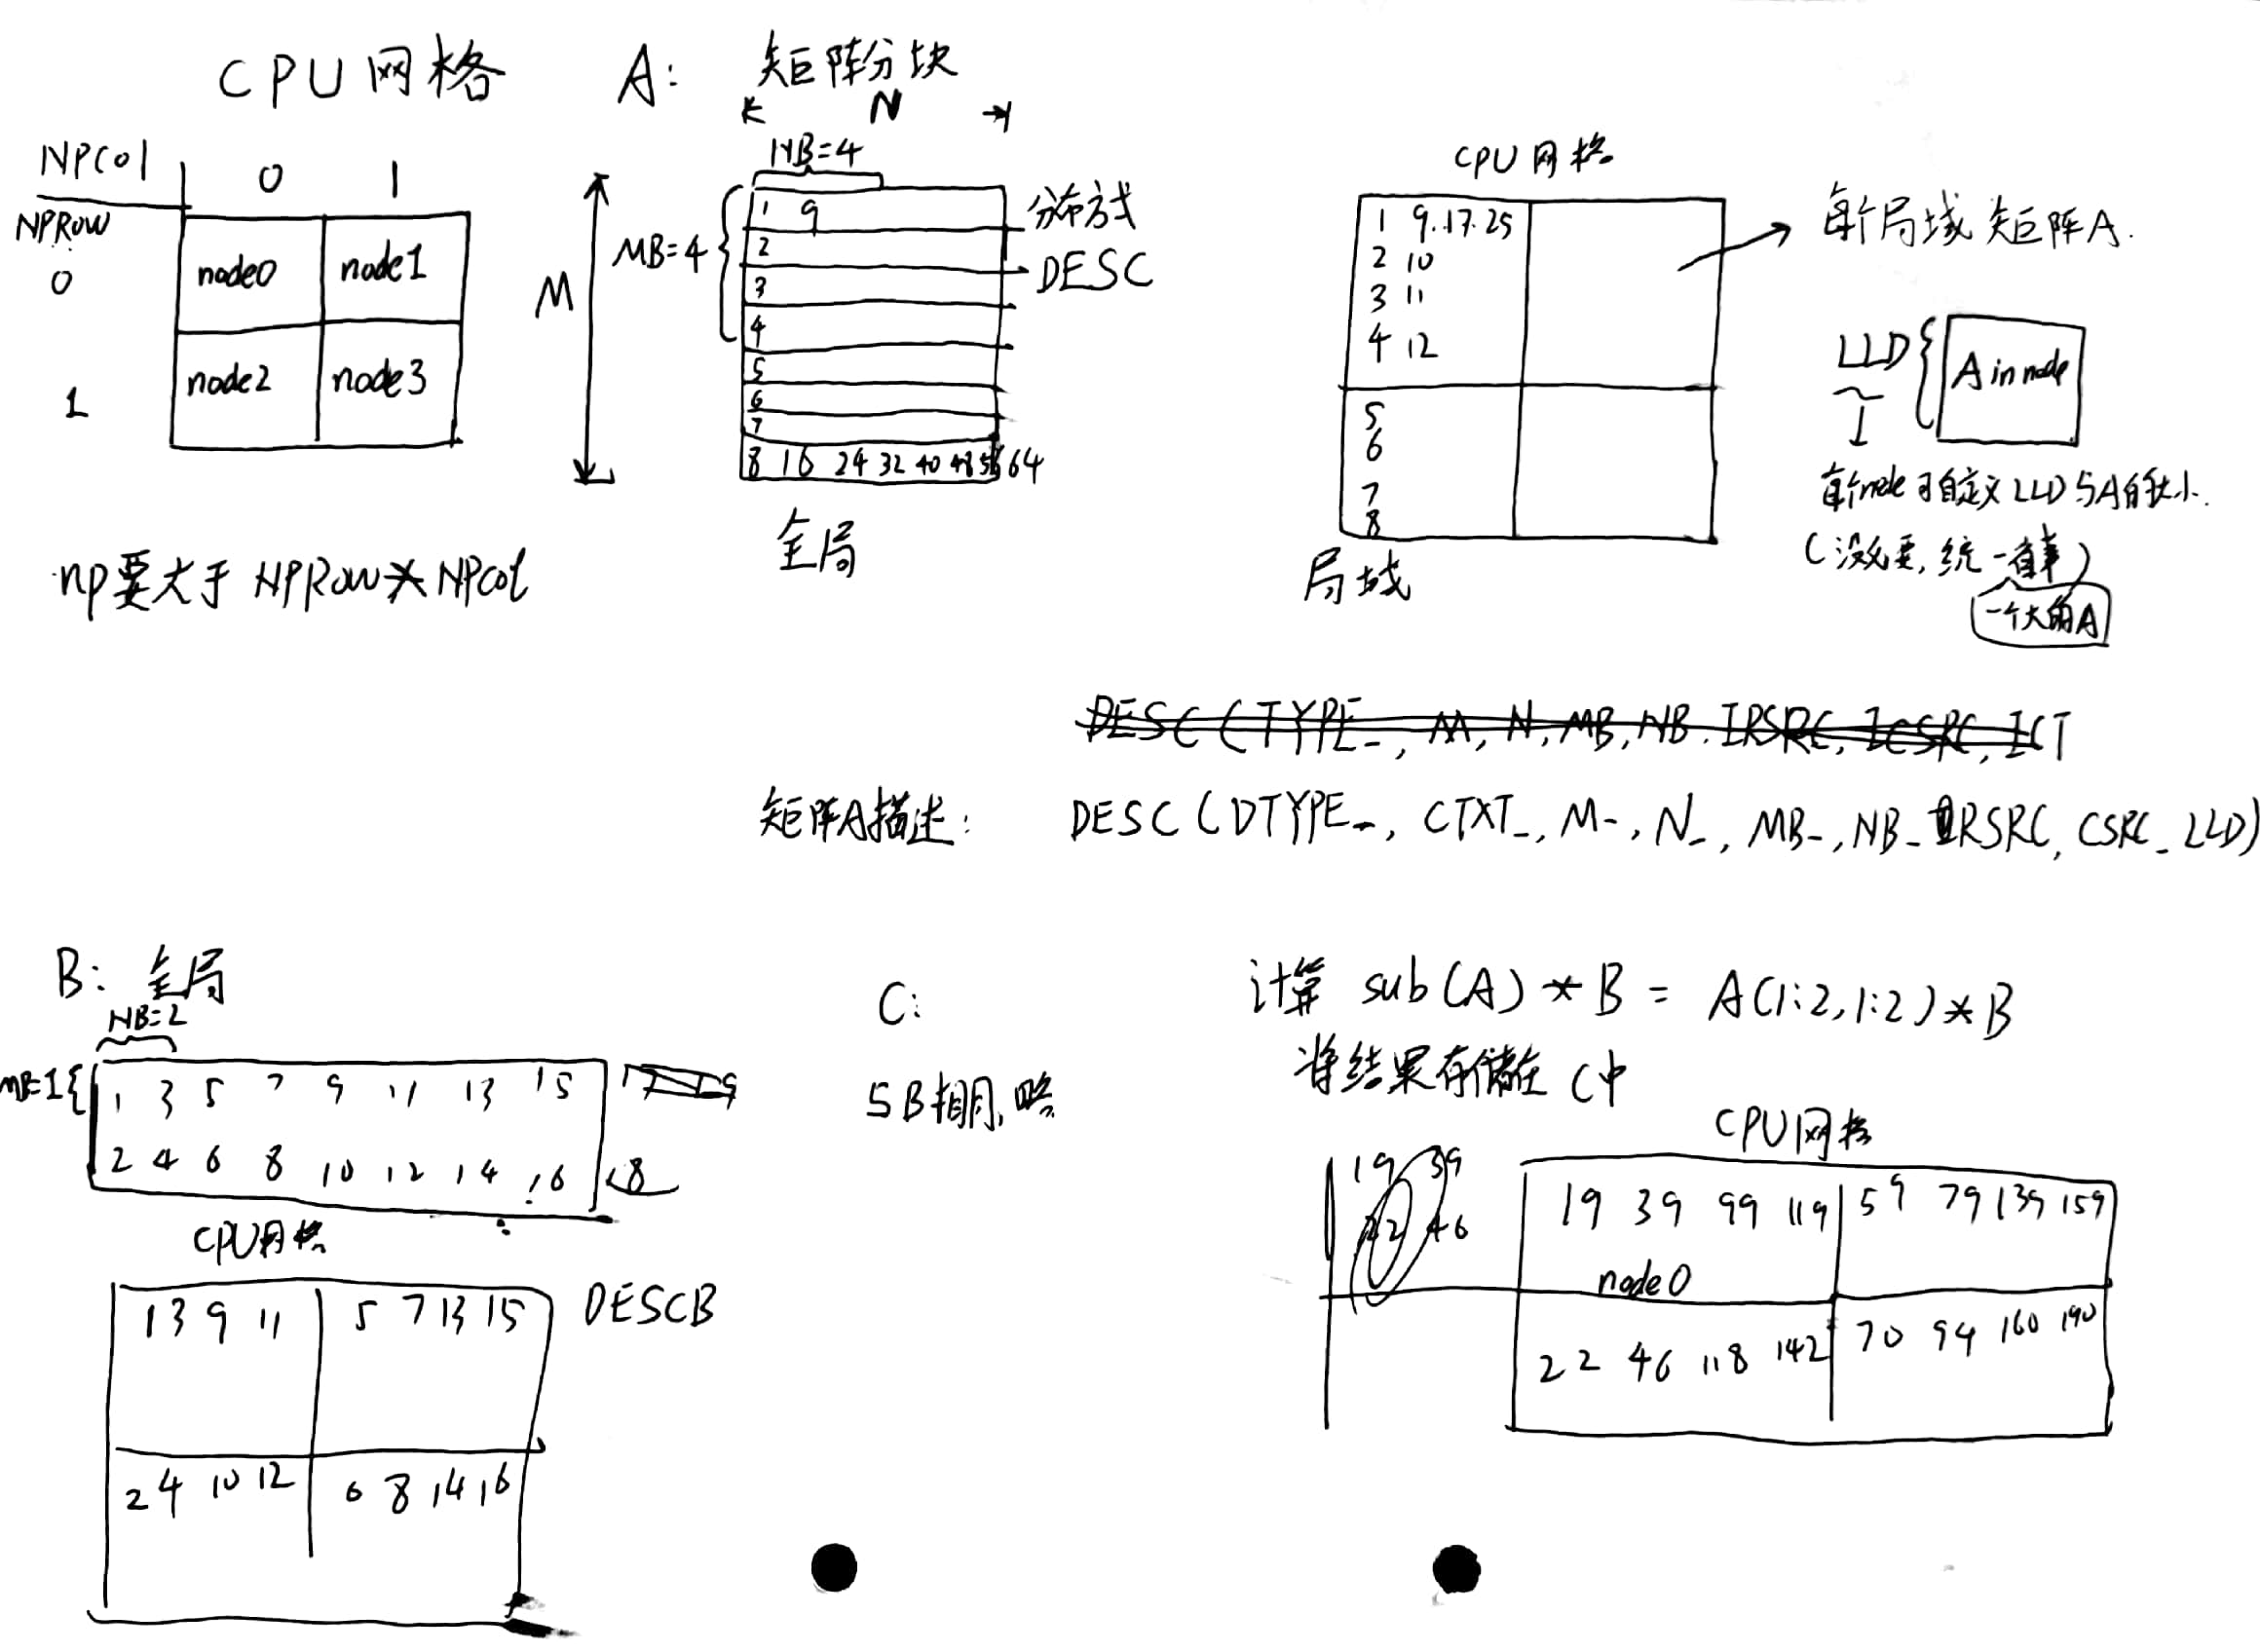 CPU网格
NPCol
0 1
NPROW
0
1
node0 node1
node2 node3
np要大于 NPRow*NPCol
A: 矩阵分块
N
NB=4
M
MB=4
1 9
2
3
4
5
6
7
8 16 24 32 40 48 56 64
分布方式
DESC
全局
CPU网格
1 9.17.25
2 10
3 11
4 12
5
6
7
8
局域
每个局域矩阵A.
LLD
A in node
每个node可自定义LLD与A的大小.
(没必要,统一省事)
一个大的A
DESC (TYPE_, M, N, MB, NB, IRSRC, ICSRC, ICT
矩阵A描述: DESC (DTYPE_, CTXT_, M_, N_, MB_, NB_ RSRC, CSRC_ LLD)
B: 全局
NB=2
MB=1
1 3 5 7 9 11 13 15
2 4 6 8 10 12 14 16
CPU网格
1 3 9 11 5 7 13 15
2 4 10 12 6 8 14 16
DESCB
C:
与B相同,略
计算 sub(A)*B = A(1:2,1:2)*B
将结果存储在C中
CPU网格
19 39
22 46
19 39 99 119 59 79 139 159
node0
22 46 118 142 70 94 160 190